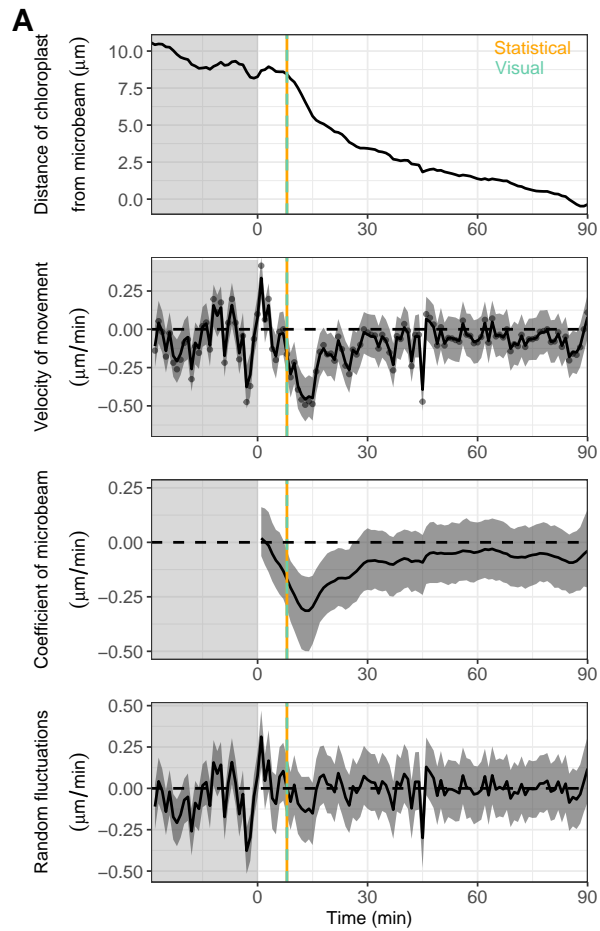 A
Distance of chloroplast
from microbeam (μm)
10.0
7.5
5.0
2.5
0.0
Statistical
Visual
0
30
60
90
Velocity of movement
(μm/min)
0.25
0.00
−0.25
−0.50
0
30
60
90
Coefficient of microbeam
(μm/min)
0.25
0.00
−0.25
−0.50
0
30
60
90
Random fluctuations
(μm/min)
0.50
0.25
0.00
−0.25
−0.50
0
30
60
90
Time (min)